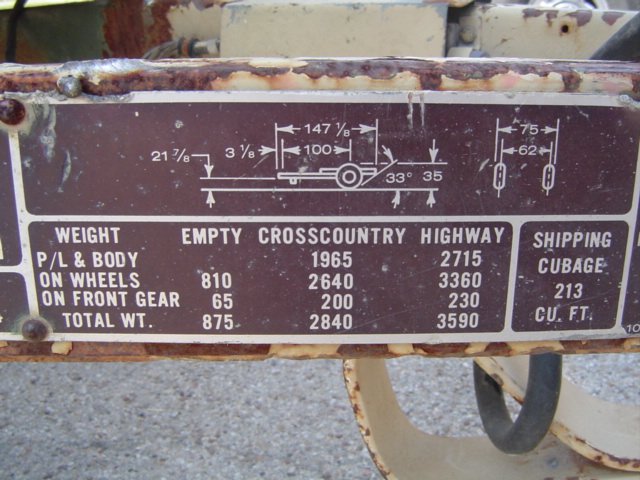 147 1/8
75
3 1/8
100
62
21 7/8
33°
35
WEIGHT EMPTY CROSSCOUNTRY HIGHWAY
P/L & BODY 1965 2715
ON WHEELS 810 2640 3360
ON FRONT GEAR 65 200 230
TOTAL WT. 875 2840 3590
SHIPPING
CUBAGE
213
CU. FT.
10